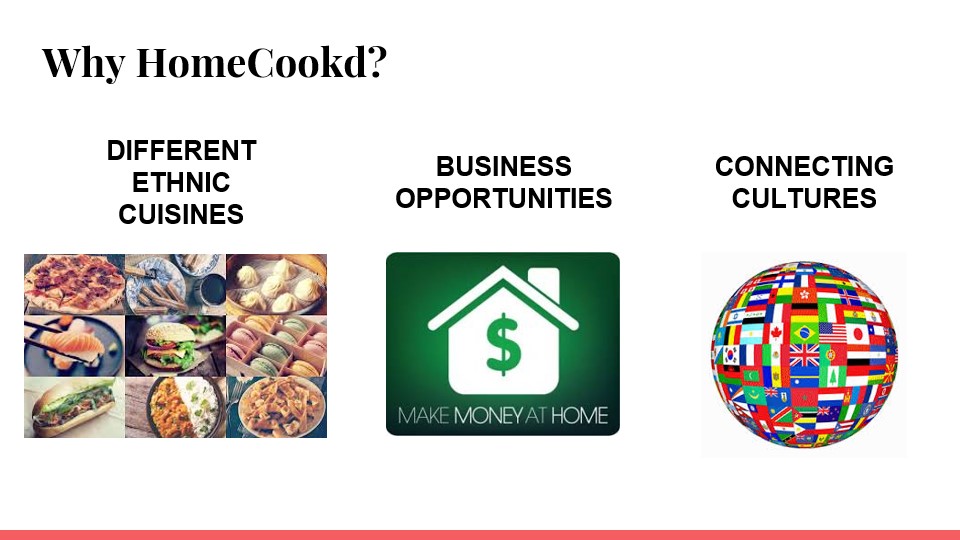 Why HomeCookd?
DIFFERENT
ETHNIC
CUISINES
BUSINESS
OPPORTUNITIES
CONNECTING
CULTURES
$
MAKE MONEY AT HOME